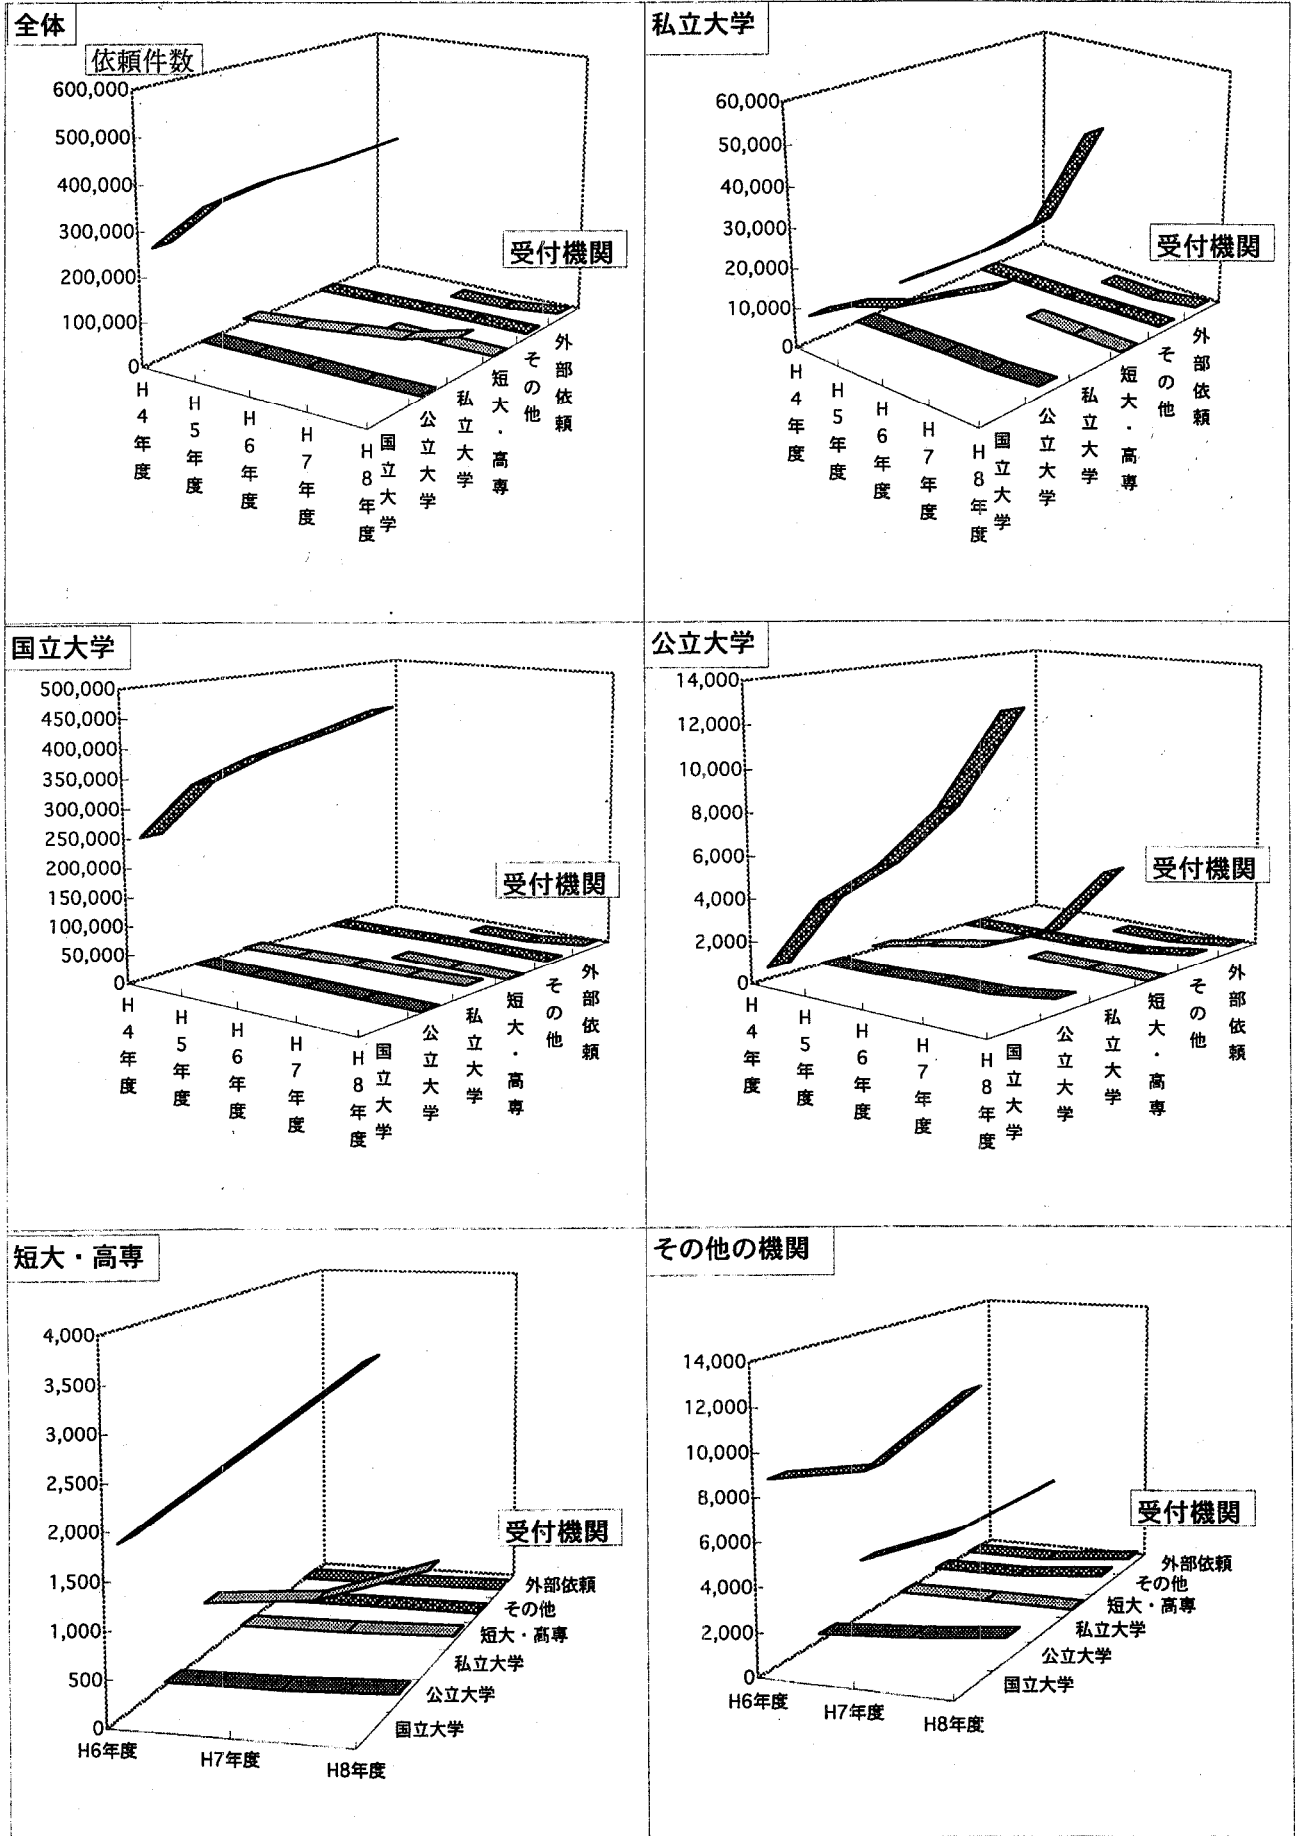 全体
依頼件数
600,000
500,000
400,000
300,000
200,000
100,000
0
H4年度
H5年度
H6年度
H7年度
H8年度
国立大学
公立大学
私立大学
短大・高専
その他
外部依頼
受付機関
私立大学
60,000
50,000
40,000
30,000
20,000
10,000
0
H4年度
H5年度
H6年度
H7年度
H8年度
国立大学
公立大学
私立大学
短大・高専
その他
外部依頼
受付機関
国立大学
500,000
450,000
400,000
350,000
300,000
250,000
200,000
150,000
100,000
50,000
0
H4年度
H5年度
H6年度
H7年度
H8年度
国立大学
公立大学
私立大学
短大・高専
その他
外部依頼
受付機関
公立大学
14,000
12,000
10,000
8,000
6,000
4,000
2,000
0
H4年度
H5年度
H6年度
H7年度
H8年度
国立大学
公立大学
私立大学
短大・高専
その他
外部依頼
受付機関
短大・高専
4,000
3,500
3,000
2,500
2,000
1,500
1,000
500
0
H6年度
H7年度
H8年度
国立大学
公立大学
私立大学
短大・高専
その他
外部依頼
受付機関
その他の機関
14,000
12,000
10,000
8,000
6,000
4,000
2,000
0
H6年度
H7年度
H8年度
国立大学
公立大学
私立大学
短大・高専
その他
外部依頼
受付機関